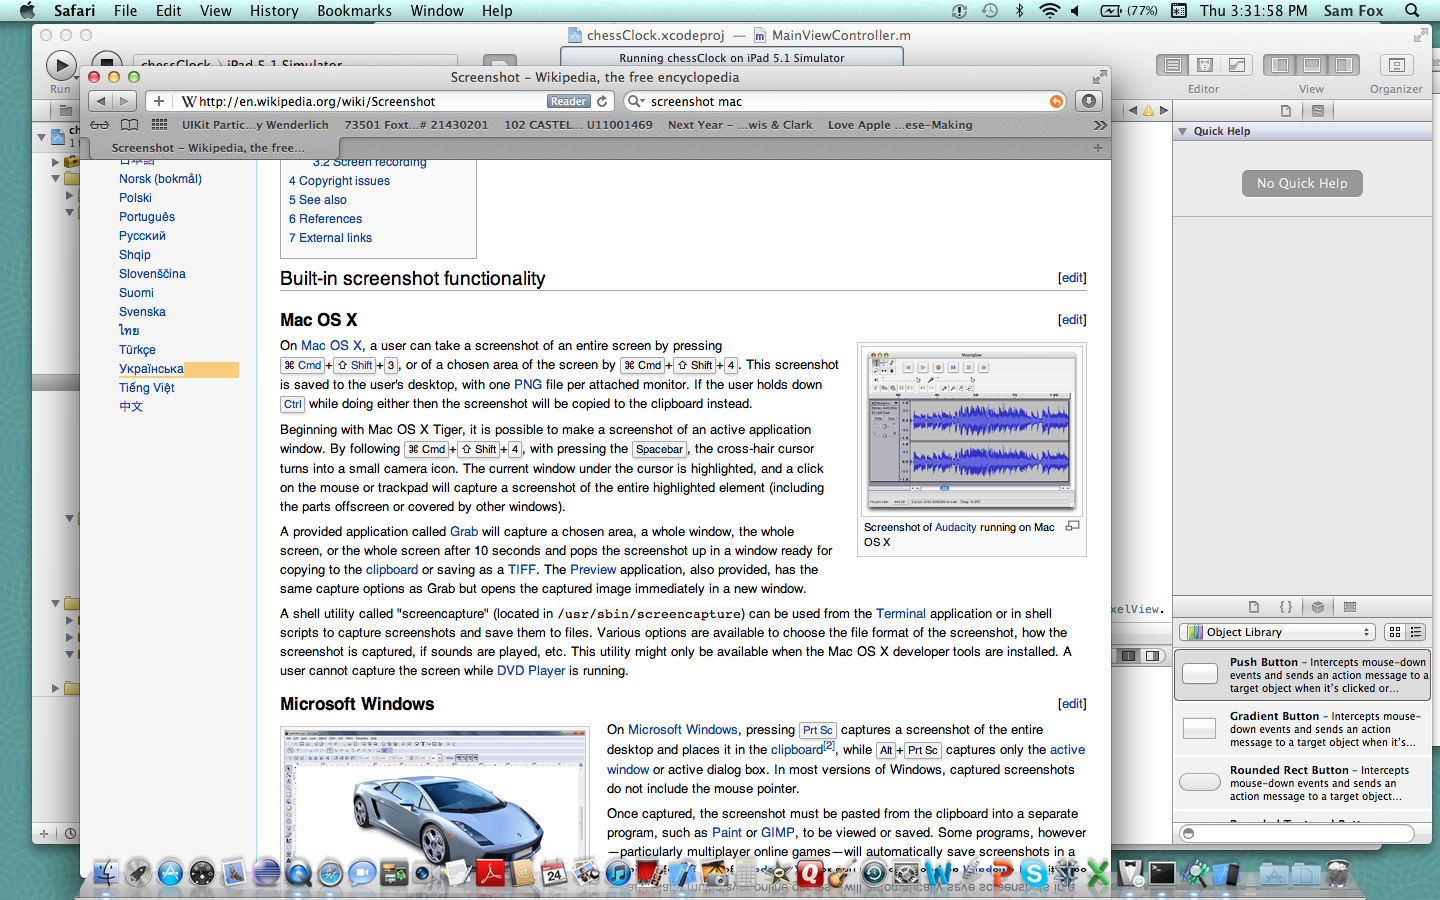 Safari File Edit View History Bookmarks Window Help (77%) Thu 3:31:58 PM Sam Fox
chessClock.xcodeproj — MainViewController.m
chessClock iPad 5.1 Simulator
Running chessClock on iPad 5.1 Simulator
Run Editor View Organizer
Screenshot – Wikipedia, the free encyclopedia
http://en.wikipedia.org/wiki/Screenshot Reader screenshot mac
UIKit Partic...y Wenderlich 73501 Foxt...# 21430201 102 CASTEL... U11001469 Next Year – ...wis & Clark Love Apple ...ese-Making
Screenshot – Wikipedia, the free...
日本語
Norsk (bokmål)
Polski
Português
Русский
Shqip
Slovenščina
Suomi
Svenska
ไทย
Türkçe
Українська
Tiếng Việt
中文
3.2 Screen recording
4 Copyright issues
5 See also
6 References
7 External links
Built-in screenshot functionality [edit]
Mac OS X [edit]
On Mac OS X, a user can take a screenshot of an entire screen by pressing
⌘ Cmd+⇧ Shift+3, or of a chosen area of the screen by ⌘ Cmd+⇧ Shift+4. This screenshot
is saved to the user's desktop, with one PNG file per attached monitor. If the user holds down
Ctrl while doing either then the screenshot will be copied to the clipboard instead.
Beginning with Mac OS X Tiger, it is possible to make a screenshot of an active application
window. By following ⌘ Cmd+⇧ Shift+4, with pressing the Spacebar, the cross-hair cursor
turns into a small camera icon. The current window under the cursor is highlighted, and a click
on the mouse or trackpad will capture a screenshot of the entire highlighted element (including
the parts offscreen or covered by other windows).
A provided application called Grab will capture a chosen area, a whole window, the whole
screen, or the whole screen after 10 seconds and pops the screenshot up in a window ready for
copying to the clipboard or saving as a TIFF. The Preview application, also provided, has the
same capture options as Grab but opens the captured image immediately in a new window.
A shell utility called "screencapture" (located in /usr/sbin/screencapture) can be used from the Terminal application or in shell
scripts to capture screenshots and save them to files. Various options are available to choose the file format of the screenshot, how the
screenshot is captured, if sounds are played, etc. This utility might only be available when the Mac OS X developer tools are installed. A
user cannot capture the screen while DVD Player is running.
Moonglow
Screenshot of Audacity running on Mac
OS X
Microsoft Windows [edit]
On Microsoft Windows, pressing Prt Sc captures a screenshot of the entire
desktop and places it in the clipboard[2], while Alt+Prt Sc captures only the active
window or active dialog box. In most versions of Windows, captured screenshots
do not include the mouse pointer.
Once captured, the screenshot must be pasted from the clipboard into a separate
program, such as Paint or GIMP, to be viewed or saved. Some programs, however
—particularly multiplayer online games—will automatically save screenshots in a
Quick Help
No Quick Help
xelView.
Object Library
Push Button – Intercepts mouse-down
events and sends an action message to a
target object when it's clicked or...
Gradient Button – Intercepts mouse-
down events and sends an action
message to a target object when it's...
Rounded Rect Button – Intercepts
mouse-down events and sends an
action message to a target object...
24